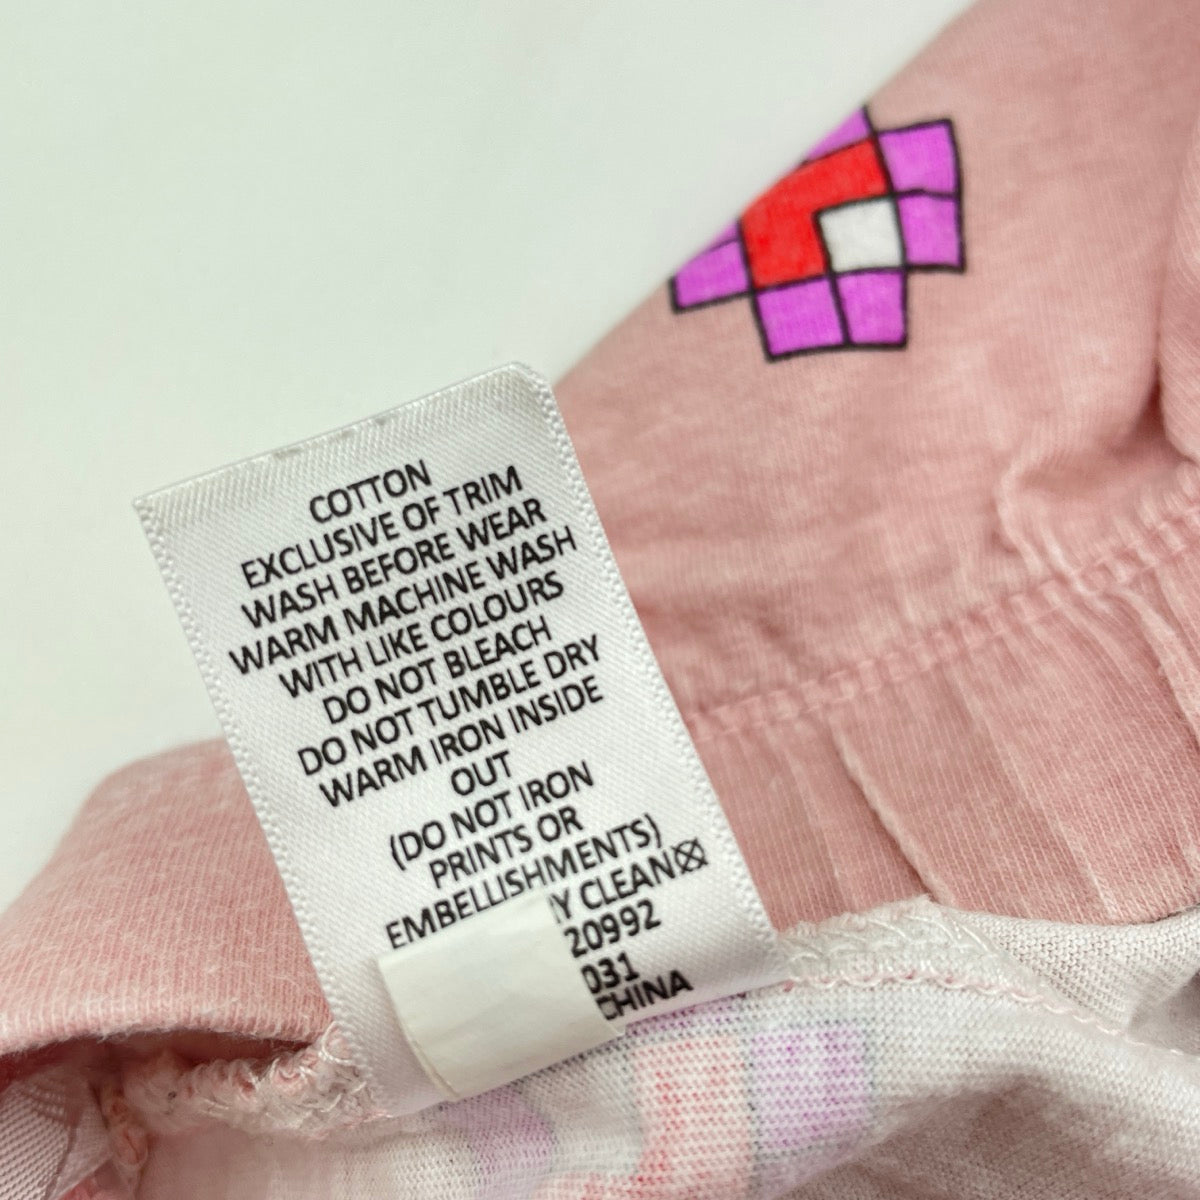 COTTON
EXCLUSIVE OF TRIM
WASH BEFORE WEAR
WARM MACHINE WASH
WITH LIKE COLOURS
DO NOT BLEACH
DO NOT TUMBLE DRY
WARM IRON INSIDE
OUT
(DO NOT IRON
PRINTS OR
EMBELLISHMENTS)
CLEAN
20992
031
CHINA